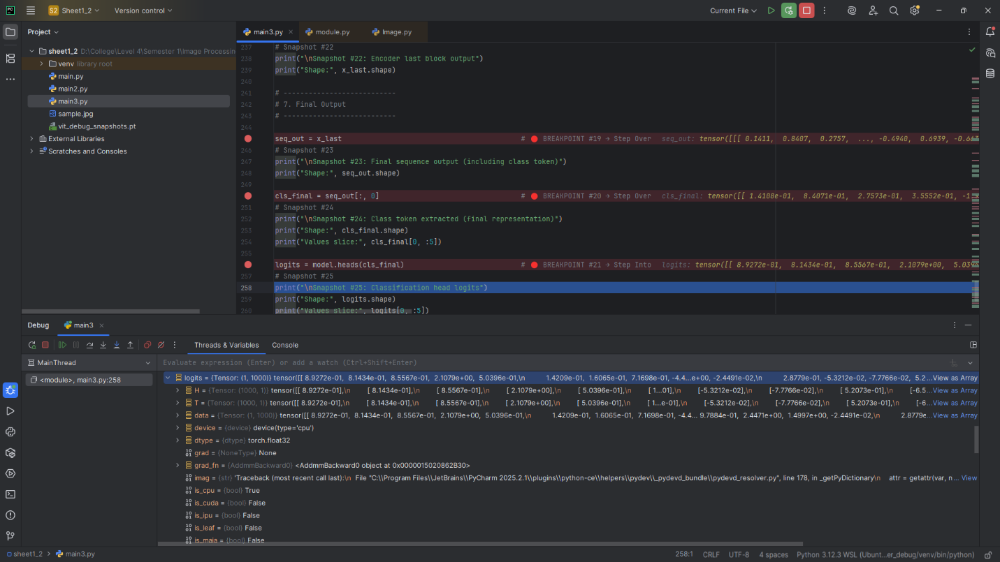 PC S2 Sheet1_2 Version control Current File
Project
main3.py module.py Image.py
sheet1_2 D:\College\Level 4\Semester 1\Image Processin
venv library root
main.py
main2.py
main3.py
sample.jpg
vit_debug_snapshots.pt
External Libraries
Scratches and Consoles
237 # Snapshot #22
238 print("\nSnapshot #22: Encoder last block output")
239 print("Shape:", x_last.shape)
240
241 # ---------------------------
242 # 7. Final Output
243 # ---------------------------
244
seq_out = x_last # 🔴 BREAKPOINT #19 → Step Over seq_out: tensor([[[ 0.1411, 0.8407, 0.2757, ..., -0.4940, 0.6939, -0.663
246 # Snapshot #23
247 print("\nSnapshot #23: Final sequence output (including class token)")
248 print("Shape:", seq_out.shape)
249
cls_final = seq_out[:, 0] # 🔴 BREAKPOINT #20 → Step Over cls_final: tensor([[ 1.4108e-01, 8.4071e-01, 2.7573e-01, 3.5552e-01, -1.
251 # Snapshot #24
252 print("\nSnapshot #24: Class token extracted (final representation)")
253 print("Shape:", cls_final.shape)
254 print("Values slice:", cls_final[0, :5])
255
logits = model.heads(cls_final) # 🔴 BREAKPOINT #21 → Step Into logits: tensor([[ 8.9272e-01, 8.1434e-01, 8.5567e-01, 2.1079e+00, 5.039
257 # Snapshot #25
258 print("\nSnapshot #25: Classification head logits")
259 print("Shape:", logits.shape)
260 print("Values slice:", logits[0, :5])
Debug main3
Threads & Variables Console
MainThread
<module>, main3.py:258
Evaluate expression (Enter) or add a watch (Ctrl+Shift+Enter)
logits = {Tensor: (1, 1000)} tensor([[ 8.9272e-01, 8.1434e-01, 8.5567e-01, 2.1079e+00, 5.0396e-01,\n 1.4209e-01, 1.6065e-01, 7.1698e-01, -4.4...e+00, -2.4491e-02,\n 2.8779e-01, -5.3212e-02, -7.7766e-02, 5.2...View as Array
H = {Tensor: (1000, 1)} tensor([[ 8.9272e-01],\n [ 8.1434e-01],\n [ 8.5567e-01],\n [ 2.1079e+00],\n [ 5.0396e-01],\n [ 1...01],\n [-5.3212e-02],\n [-7.7766e-02],\n [ 5.2073e-01],\n [-6.5...View as Array
T = {Tensor: (1000, 1)} tensor([[ 8.9272e-01],\n [ 8.1434e-01],\n [ 8.5567e-01],\n [ 2.1079e+00],\n [ 5.0396e-01],\n [ 1...e-01],\n [-5.3212e-02],\n [-7.7766e-02],\n [ 5.2073e-01],\n [-6...View as Array
data = {Tensor: (1, 1000)} tensor([[ 8.9272e-01, 8.1434e-01, 8.5567e-01, 2.1079e+00, 5.0396e-01,\n 1.4209e-01, 1.6065e-01, 7.1698e-01, -4.4... 9.7884e-01, 2.4471e+00, 1.4997e+00, -2.4491e-02,\n 2.8779e...View as Array
device = {device} device(type='cpu')
dtype = {dtype} torch.float32
grad = {NoneType} None
grad_fn = {AddmmBackward0} <AddmmBackward0 object at 0x0000015020862B30>
imag = {str} 'Traceback (most recent call last):\n File "C:\\Program Files\\JetBrains\\PyCharm 2025.2.1\\plugins\\python-ce\\helpers\\pydev\\_pydevd_bundle\\pydevd_resolver.py", line 178, in _getPyDictionary\n attr = getattr(var, n... View
is_cpu = {bool} True
is_cuda = {bool} False
is_ipu = {bool} False
is_leaf = {bool} False
is_maia = {bool} False
sheet1_2 > main3.py 258:1 CRLF UTF-8 4 spaces Python 3.12.3 WSL (Ubunt...er_debug/venv/bin/python)